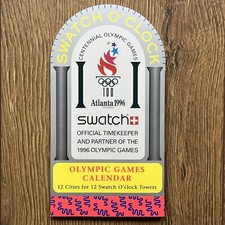 SWATCH O'CLOCK
CENTENNIAL OLYMPIC GAMES
100
Atlanta 1996
swatch
OFFICIAL TIMEKEEPER
AND PARTNER OF THE
1996 OLYMPIC GAMES
OLYMPIC GAMES
CALENDAR
12 Cities for 12 Swatch O'clock Towers